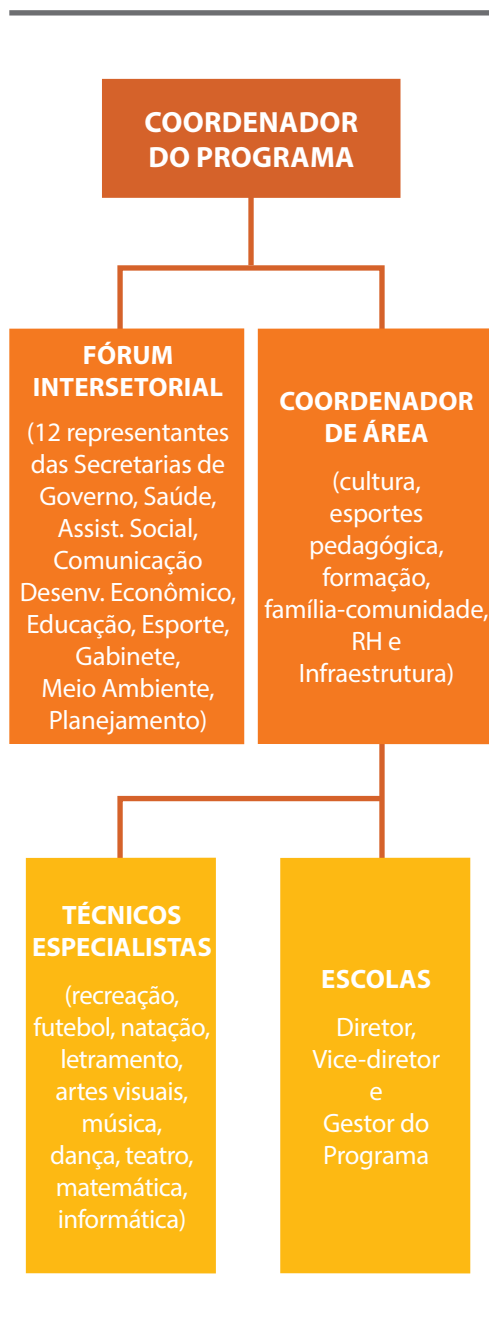 COORDENADOR
DO PROGRAMA
FÓRUM
INTERSETORIAL
(12 representantes
das Secretarias de
Governo, Saúde,
Assist. Social,
Comunicação
Desenv. Econômico,
Educação, Esporte,
Gabinete,
Meio Ambiente,
Planejamento)
COORDENADOR
DE ÁREA
(cultura,
esportes
pedagógica,
formação,
família-comunidade,
RH e
Infraestrutura)
TÉCNICOS
ESPECIALISTAS
(recreação,
futebol, natação,
letramento,
artes visuais,
música,
dança, teatro,
matemática,
informática)
ESCOLAS
Diretor,
Vice-diretor
e
Gestor do
Programa